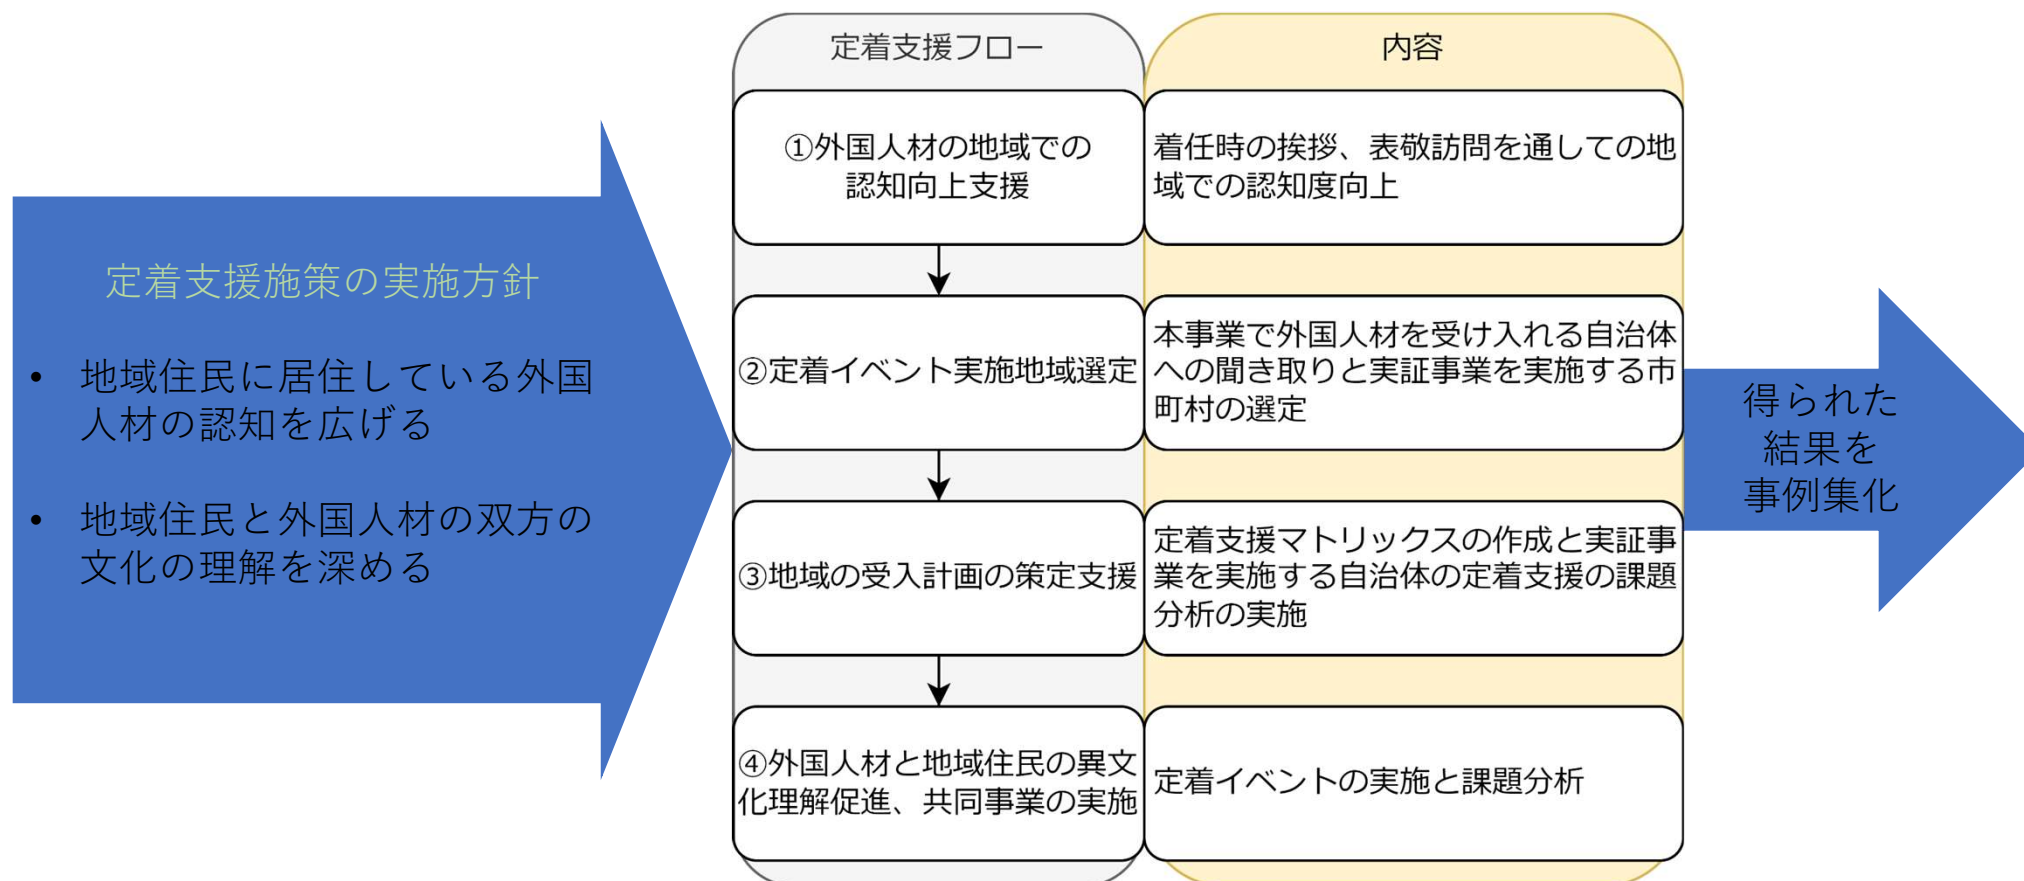 定着支援施策の実施方針
• 地域住民に居住している外国
人材の認知を広げる
• 地域住民と外国人材の双方の
文化の理解を深める
定着支援フロー
内容
①外国人材の地域での
認知向上支援
着任時の挨拶、表敬訪問を通しての地
域での認知度向上
②定着イベント実施地域選定
本事業で外国人材を受け入れる自治体
への聞き取りと実証事業を実施する市
町村の選定
③地域の受入計画の策定支援
定着支援マトリックスの作成と実証事
業を実施する自治体の定着支援の課題
分析の実施
④外国人材と地域住民の異文
化理解促進、共同事業の実施
定着イベントの実施と課題分析
得られた
結果を
事例集化